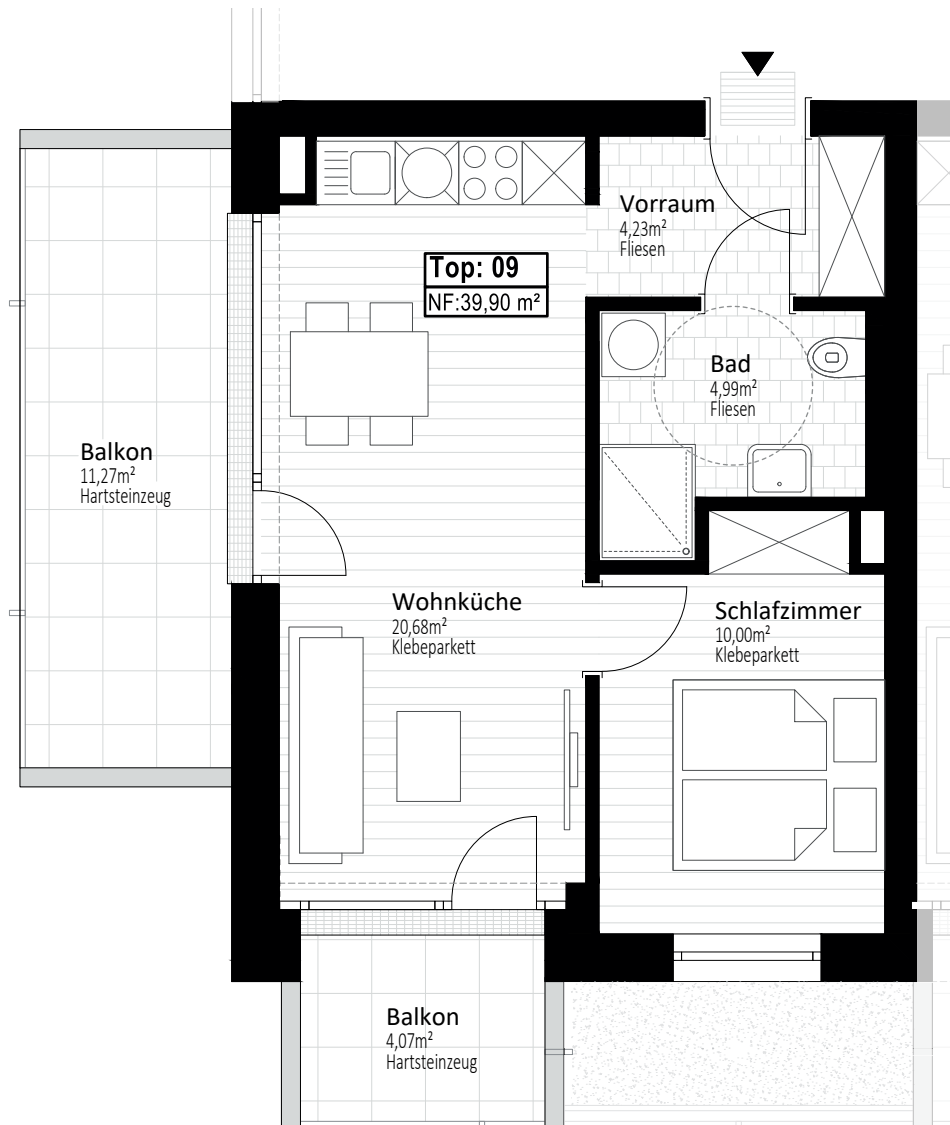 Vorraum
4,23m²
Fliesen
Top: 09
NF:39,90 m²
Bad
4,99m²
Fliesen
Balkon
11,27m²
Hartsteinzeug
Wohnküche
20,68m²
Klebeparkett
Schlafzimmer
10,00m²
Klebeparkett
Balkon
4,07m²
Hartsteinzeug